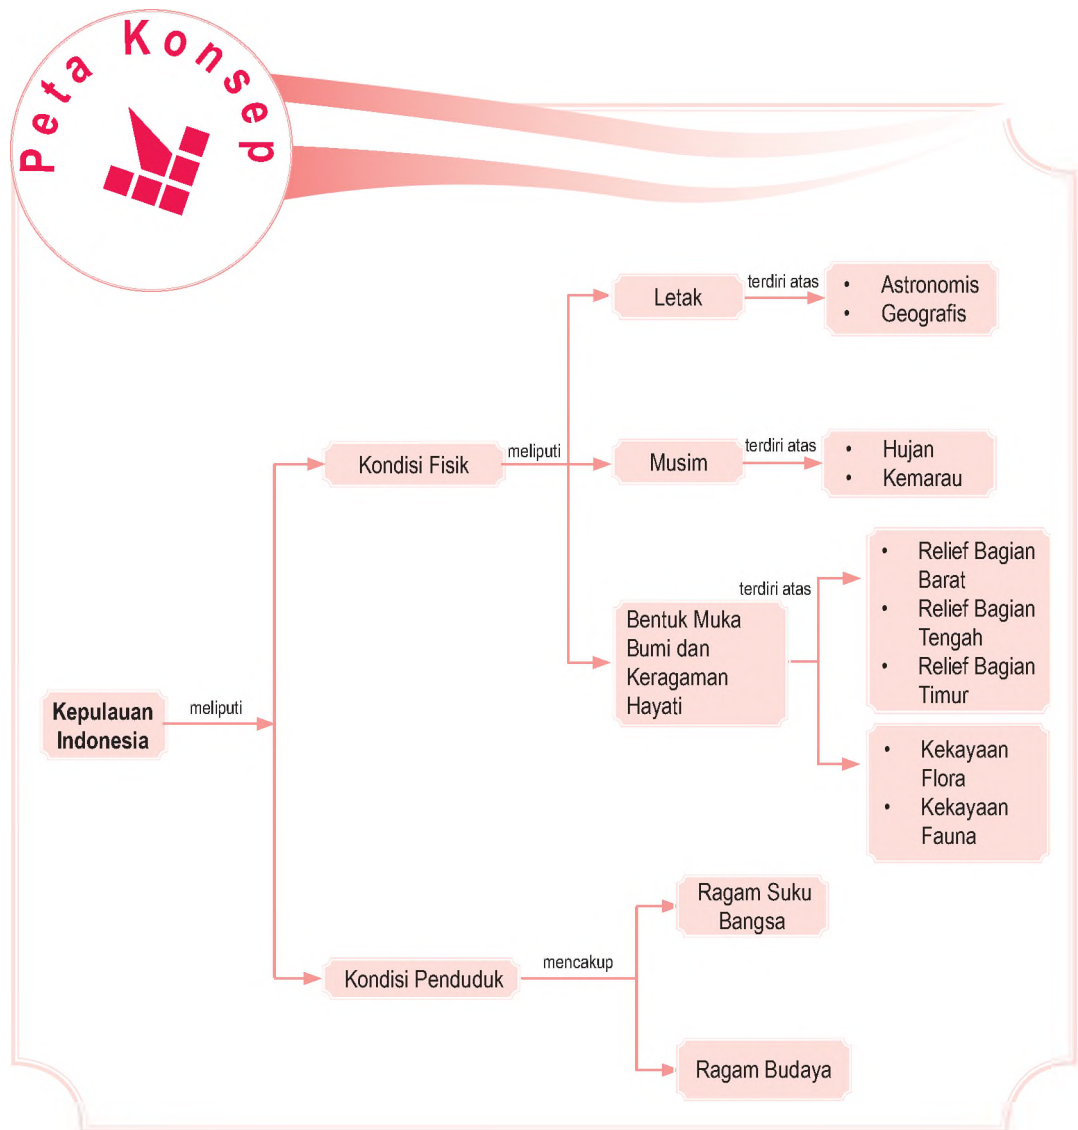 Peta Konsep
Letak
terdiri atas
• Astronomis
• Geografis
Kondisi Fisik
meliputi
Musim
terdiri atas
• Hujan
• Kemarau
Bentuk Muka
Bumi dan
Keragaman
Hayati
terdiri atas
• Relief Bagian
Barat
• Relief Bagian
Tengah
• Relief Bagian
Timur
• Kekayaan
Flora
• Kekayaan
Fauna
Kepulauan
Indonesia
meliputi
Kondisi Penduduk
mencakup
Ragam Suku
Bangsa
Ragam Budaya